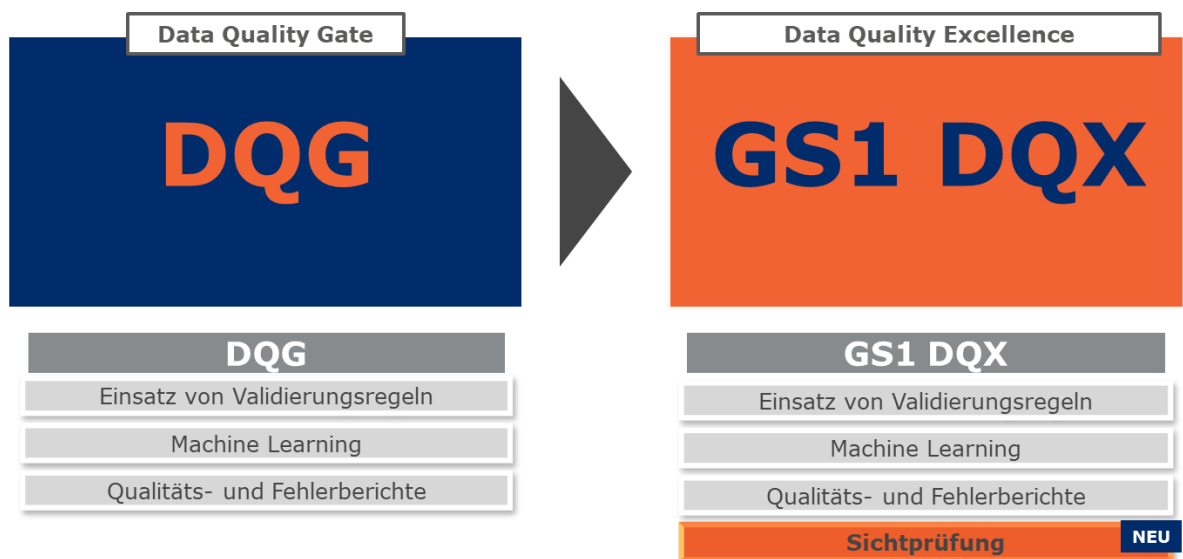 Data Quality Gate
DQG
DQG
Einsatz von Validierungsregeln
Machine Learning
Qualitäts- und Fehlerberichte
Data Quality Excellence
GS1 DQX
GS1 DQX
Einsatz von Validierungsregeln
Machine Learning
Qualitäts- und Fehlerberichte
Sichtprüfung
NEU